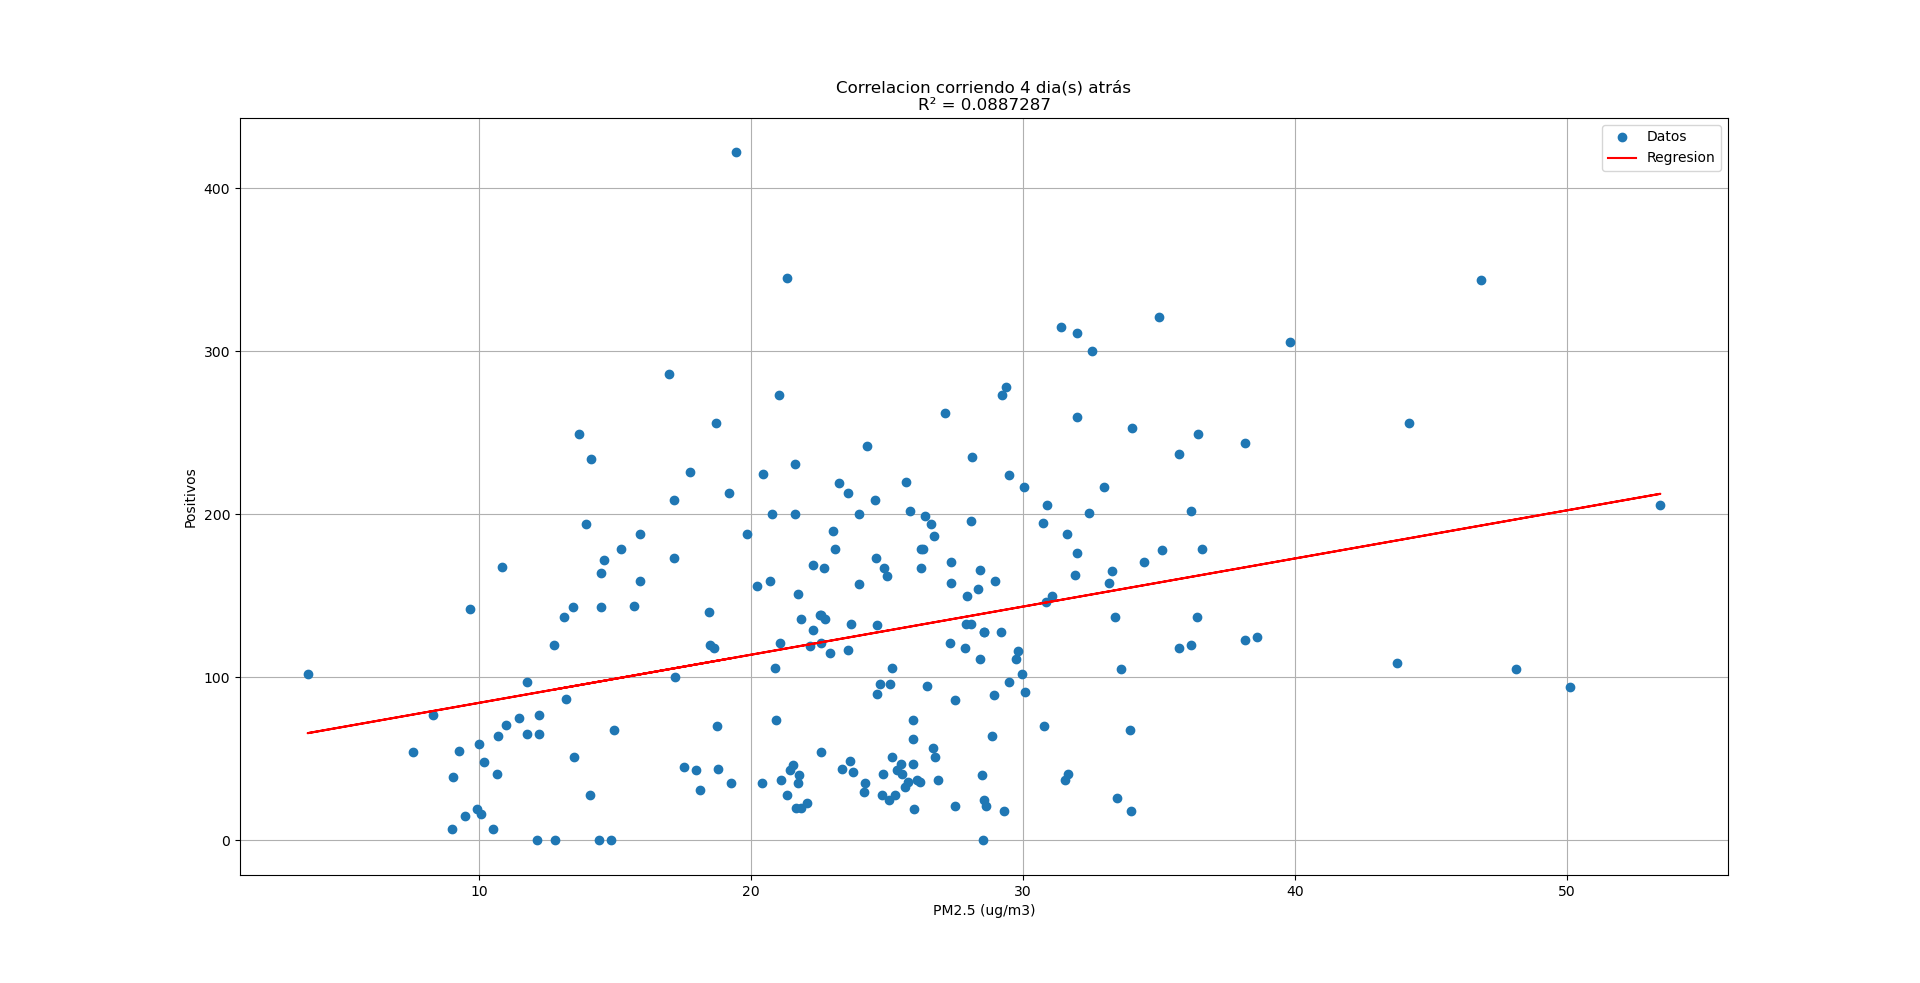 Correlacion corriendo 4 dia(s) atrás
R² = 0.0887287
Datos
Regresion
400
300
200
100
0
Positivos
10
20
30
40
50
PM2.5 (ug/m3)